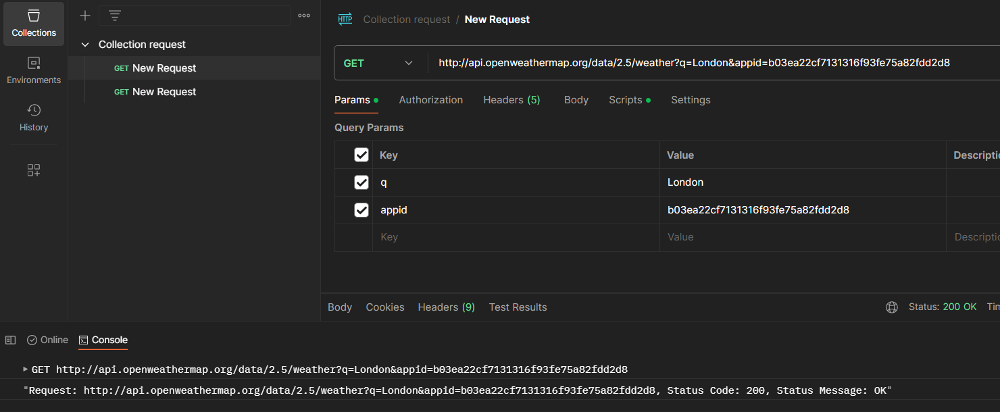 Collections
Environments
History
Collection request
GET New Request
GET New Request
HTTP Collection request / New Request
GET http://api.openweathermap.org/data/2.5/weather?q=London&appid=b03ea22cf7131316f93fe75a82fdd2d8
Params Authorization Headers (5) Body Scripts Settings
Query Params
Key Value Descripti
q London
appid b03ea22cf7131316f93fe75a82fdd2d8
Key Value Descripti
Body Cookies Headers (9) Test Results Status: 200 OK Tim
Online Console
GET http://api.openweathermap.org/data/2.5/weather?q=London&appid=b03ea22cf7131316f93fe75a82fdd2d8
"Request: http://api.openweathermap.org/data/2.5/weather?q=London&appid=b03ea22cf7131316f93fe75a82fdd2d8, Status Code: 200, Status Message: OK"